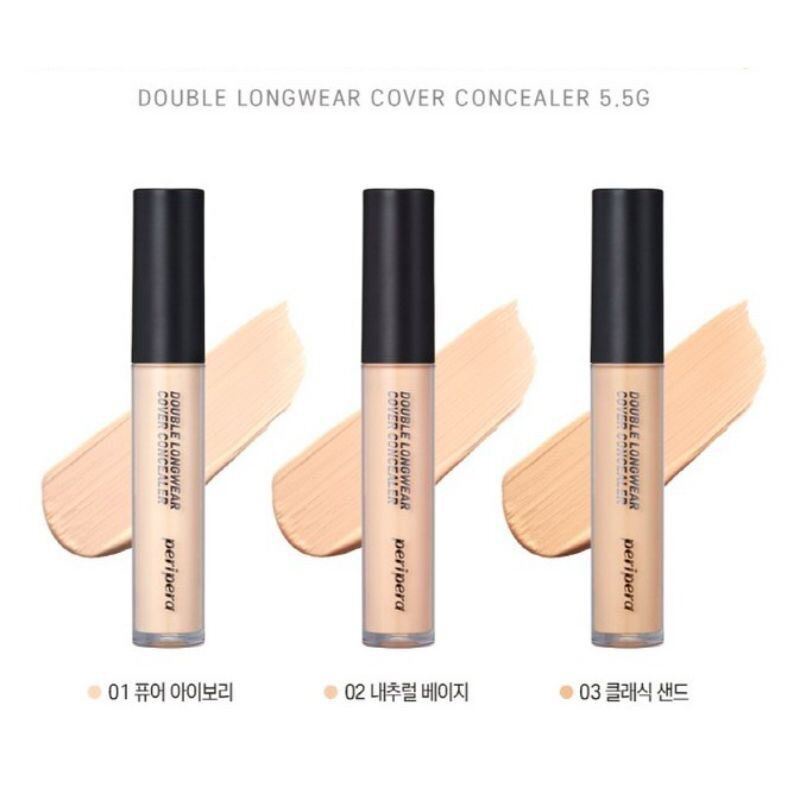 DOUBLE LONGWEAR COVER CONCEALER 5.5G
DOUBLE LONGWEAR
COVER CONCEALER
peripera
DOUBLE LONGWEAR
COVER CONCEALER
peripera
DOUBLE LONGWEAR
COVER CONCEALER
peripera
01 퓨어 아이보리
02 내추럴 베이지
03 클래식 샌드